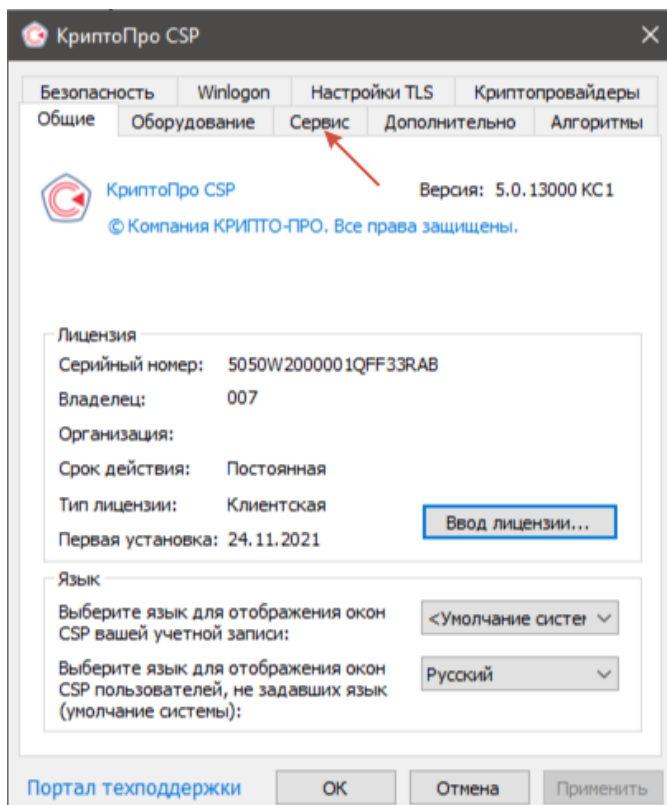 КриптоПро CSP
Безопасность Winlogon Настройки TLS Криптопровайдеры
Общие Оборудование Сервис Дополнительно Алгоритмы
КриптоПро CSP Версия: 5.0.13000 КС1
© Компания КРИПТО-ПРО. Все права защищены.
Лицензия
Серийный номер: 5050W2000001QFF33RAB
Владелец: 007
Организация:
Срок действия: Постоянная
Тип лицензии: Клиентская
Ввод лицензии...
Первая установка: 24.11.2021
Язык
Выберите язык для отображения окон
CSP вашей учетной записи:
<Умолчание систег
Выберите язык для отображения окон
CSP пользователей, не задавших язык
(умолчание системы):
Русский
Портал техподдержки ОК Отмена Применить